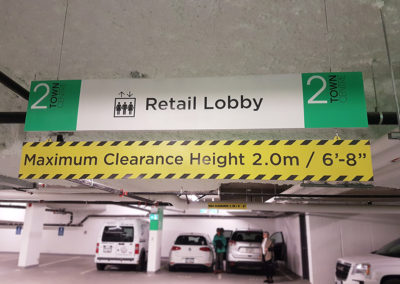 2 TOWN CENTRE Retail Lobby 2 TOWN CENTRE
Maximum Clearance Height 2.0m / 6'-8"